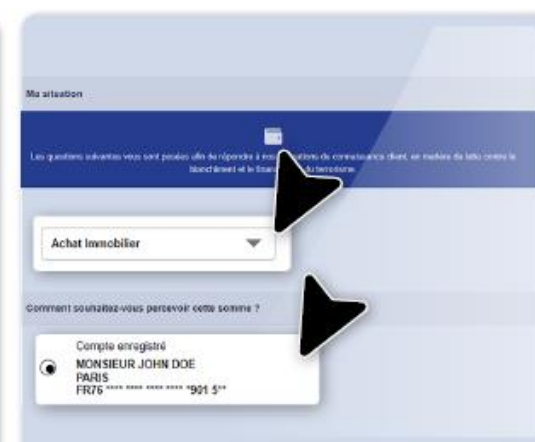 Ma situation
Les questions suivantes vous sont posées afin de répondre à nos de connaissance client, en matière de lutte contre le
blanchiment et le du terrorisme.
Achat Immobilier
Comment souhaitez-vous percevoir cette somme ?
Compte enregistré
MONSIEUR JOHN DOE
PARIS
FR76 **** **** **** **** *901 5**